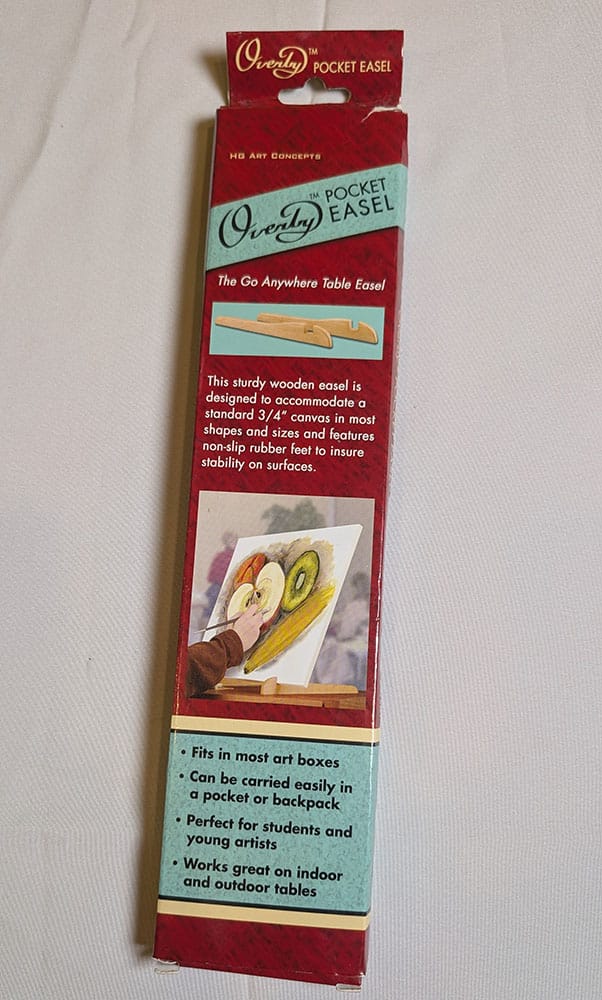 Overby™ POCKET EASEL
HG ART CONCEPTS
Overby™ POCKET
EASEL
The Go Anywhere Table Easel
This sturdy wooden easel is
designed to accommodate a
standard 3/4" canvas in most
shapes and sizes and features
non-slip rubber feet to insure
stability on surfaces.
• Fits in most art boxes
• Can be carried easily in
a pocket or backpack
• Perfect for students and
young artists
• Works great on indoor
and outdoor tables